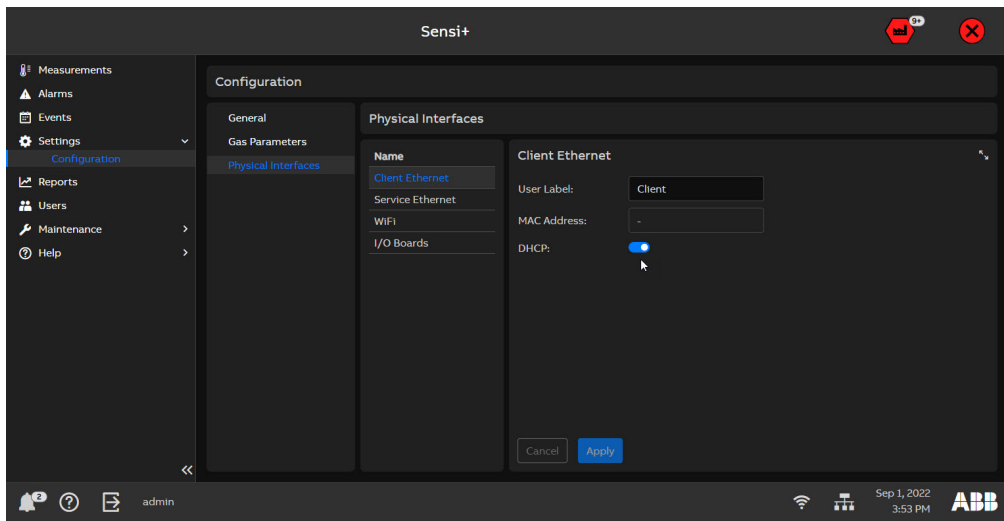 Sensi+
9+
Measurements
Alarms
Events
Settings
Configuration
Reports
Users
Maintenance
Help
Configuration
General
Gas Parameters
Physical Interfaces
Physical Interfaces
Name
Client Ethernet
Service Ethernet
WiFi
I/O Boards
Client Ethernet
User Label: Client
MAC Address: -
DHCP:
Cancel Apply
2
admin
Sep 1, 2022
3:53 PM
ABB